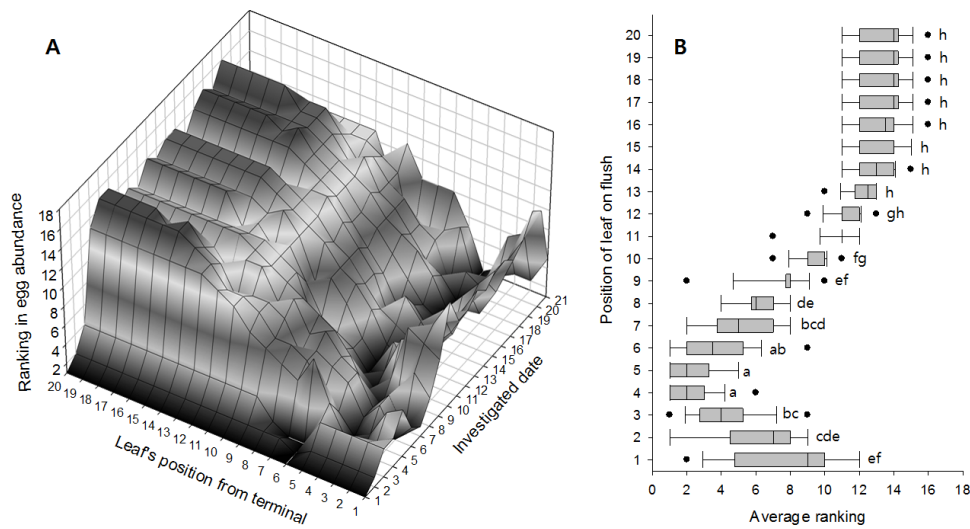 A
Ranking in egg abundance
18
16
14
12
10
8
6
4
2
20
19
18
17
16
15
14
13
12
11
10
9
8
7
6
5
4
3
2
1
Leaf's position from terminal
1
2
3
4
5
6
7
8
9
10
11
12
13
14
15
16
17
18
19
20
21
Investigated date
B
Position of leaf on flush
20 h
19 h
18 h
17 h
16 h
15 h
14 h
13 h
12 gh
11
10 fg
9 ef
8 de
7 bcd
6 ab
5 a
4 a
3 bc
2 cde
1 ef
0 2 4 6 8 10 12 14 16 18
Average ranking